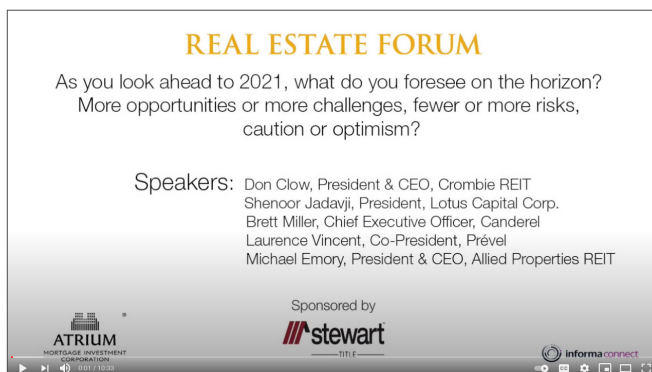 REAL ESTATE FORUM
As you look ahead to 2021, what do you foresee on the horizon?
More opportunities or more challenges, fewer or more risks,
caution or optimism?
Speakers: Don Clow, President & CEO, Crombie REIT
Shenoor Jadavji, President, Lotus Capital Corp.
Brett Miller, Chief Executive Officer, Canderel
Laurence Vincent, Co-President, Prével
Michael Emory, President & CEO, Allied Properties REIT
Sponsored by
ATRIUM
MORTGAGE INVESTMENT
CORPORATION
®
stewart
TITLE
informa connect
0:01 / 10:33